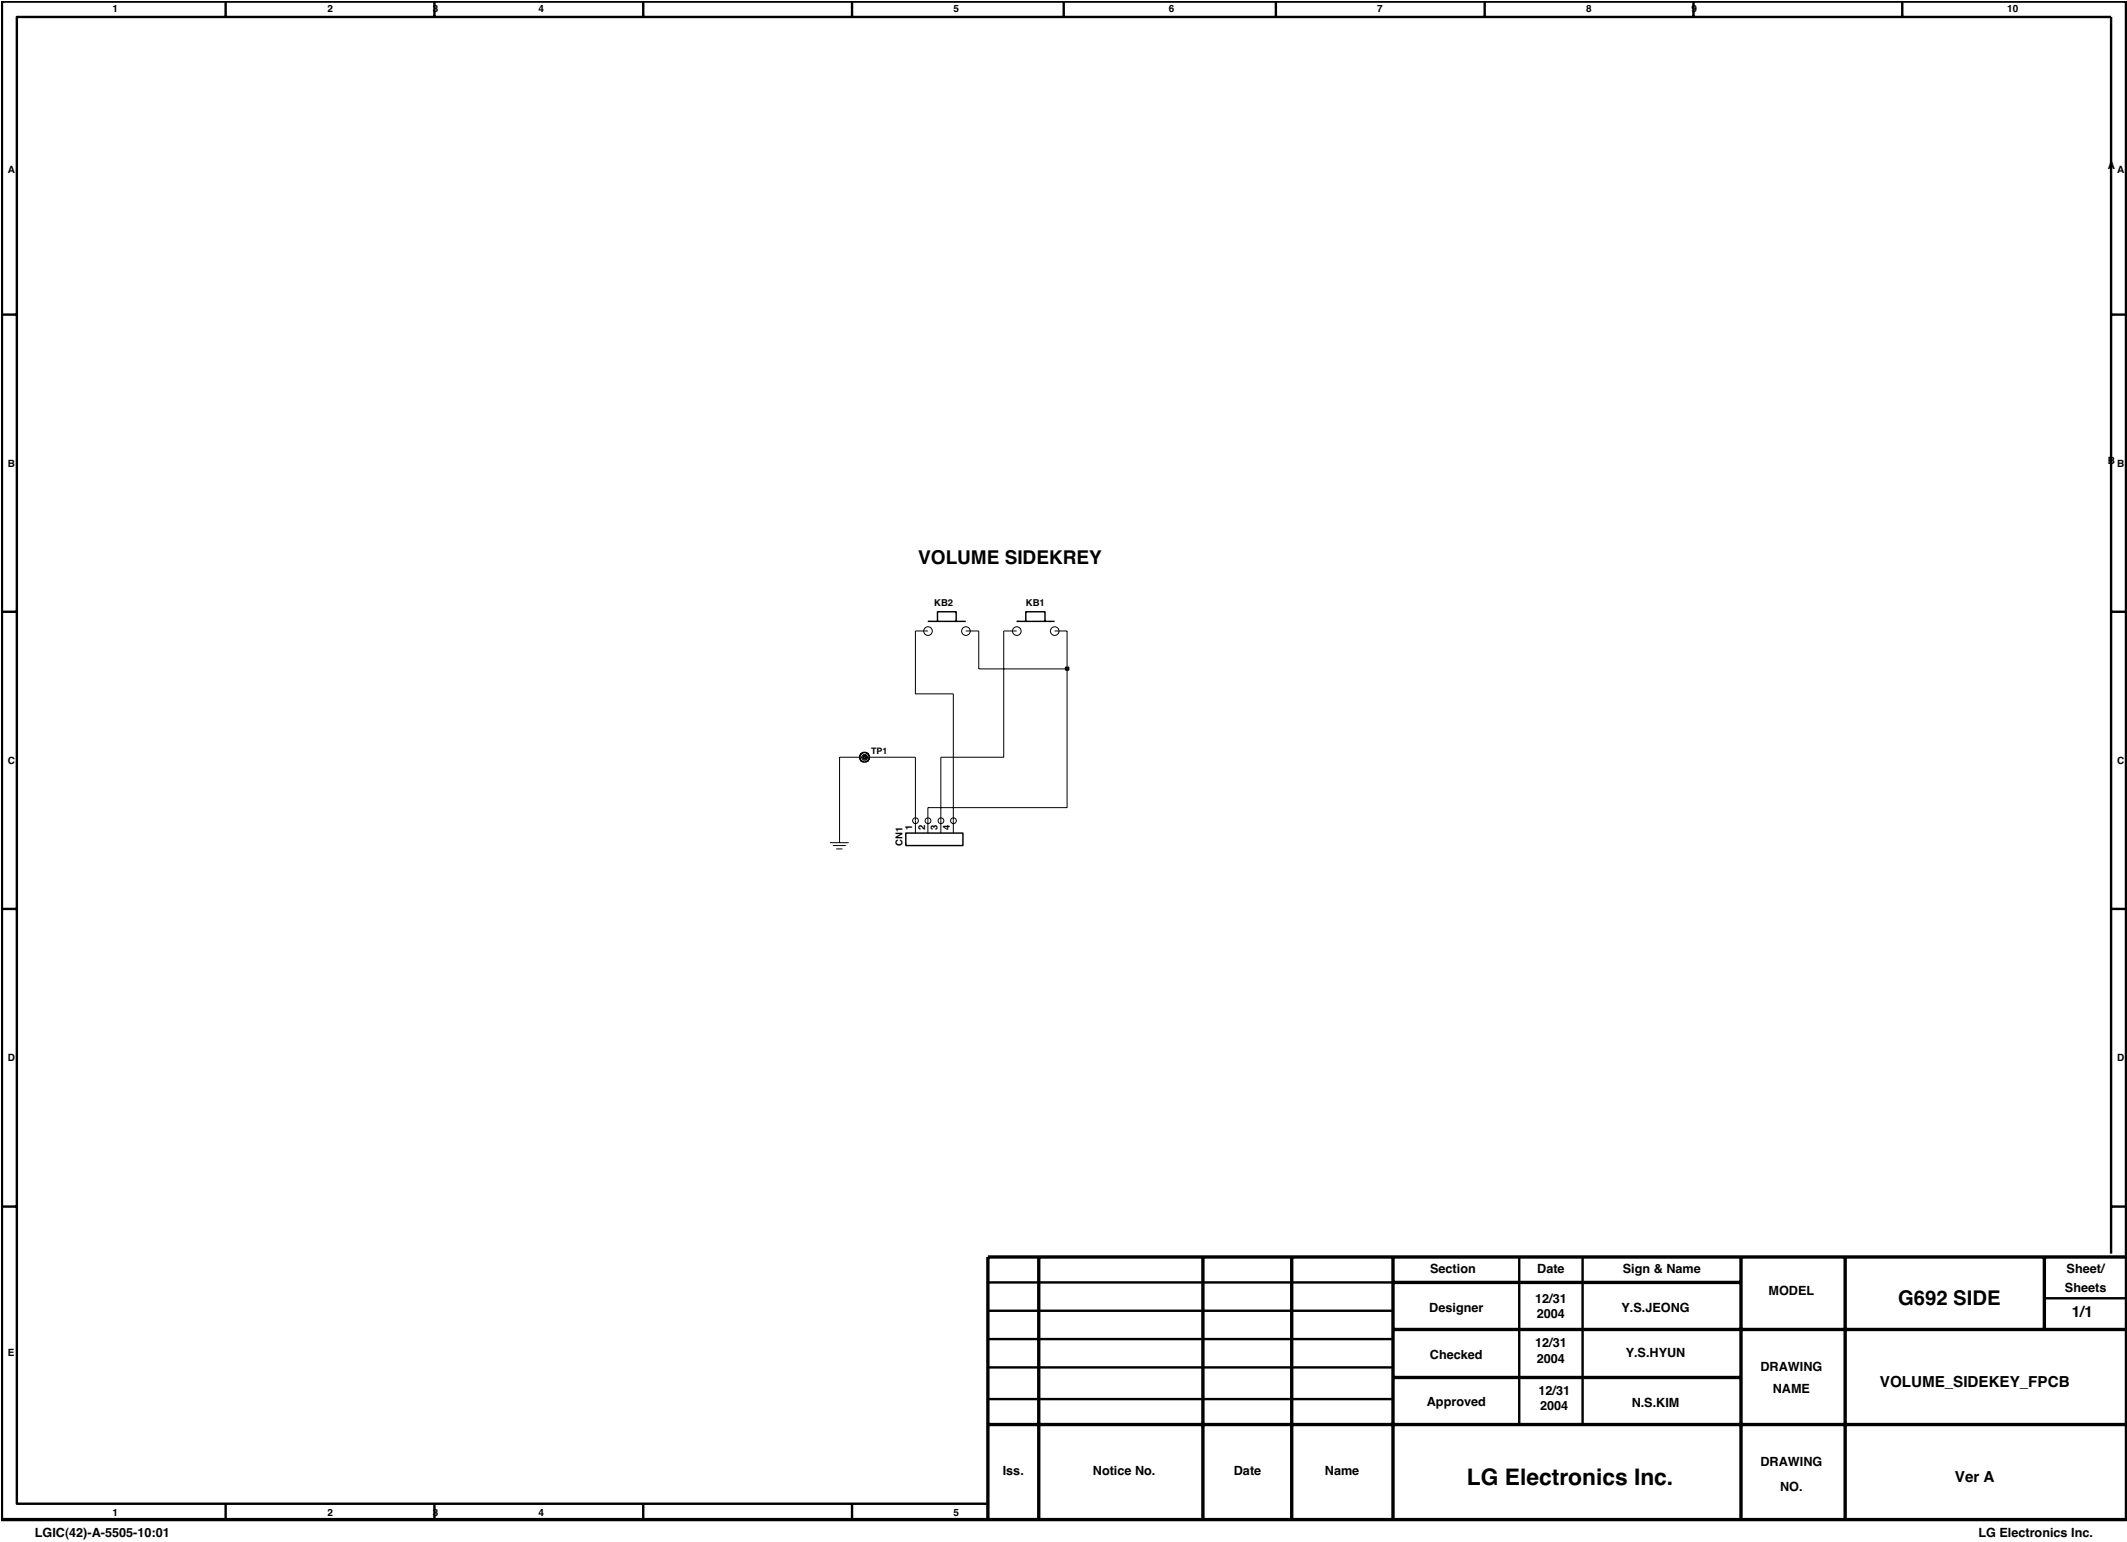 1 2 3 4 5 6 7 8 9 10
A A A
B B B
VOLUME SIDEKREY
KB2 KB1
TP1
C C
CN1 1 2 3 4
D D
Section Date Sign & Name MODEL G692 SIDE Sheet/
Sheets
1/1
Designer 12/31
2004 Y.S.JEONG
E
Checked 12/31
2004 Y.S.HYUN
DRAWING
NAME VOLUME_SIDEKEY_FPCB
Approved 12/31
2004 N.S.KIM
Iss. Notice No. Date Name LG Electronics Inc. DRAWING
NO. Ver A
1 2 3 4 5
LGIC(42)-A-5505-10:01 LG Electronics Inc.